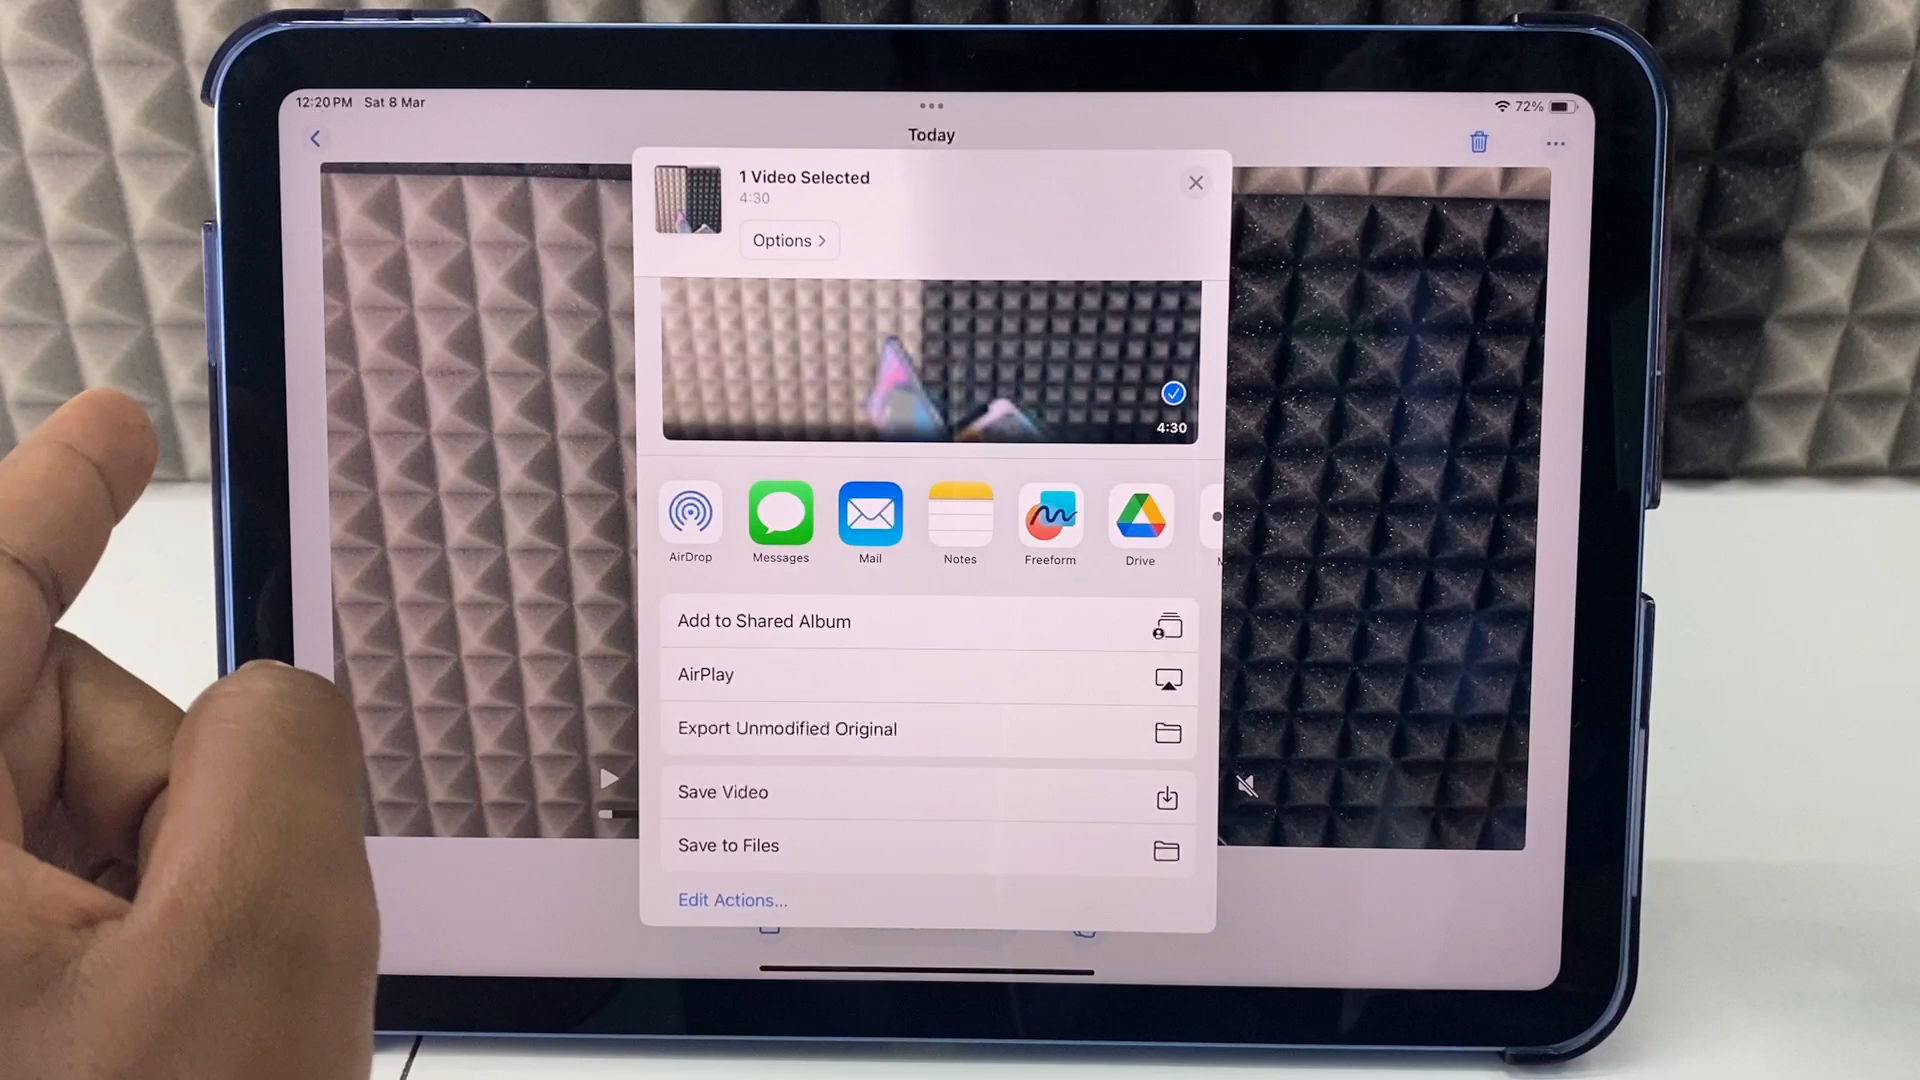 12:20 PM Sat 8 Mar
72%
Today
1 Video Selected
4:30
Options
4:30
AirDrop
Messages
Mail
Notes
Freeform
Drive
Add to Shared Album
AirPlay
Export Unmodified Original
Save Video
Save to Files
Edit Actions...